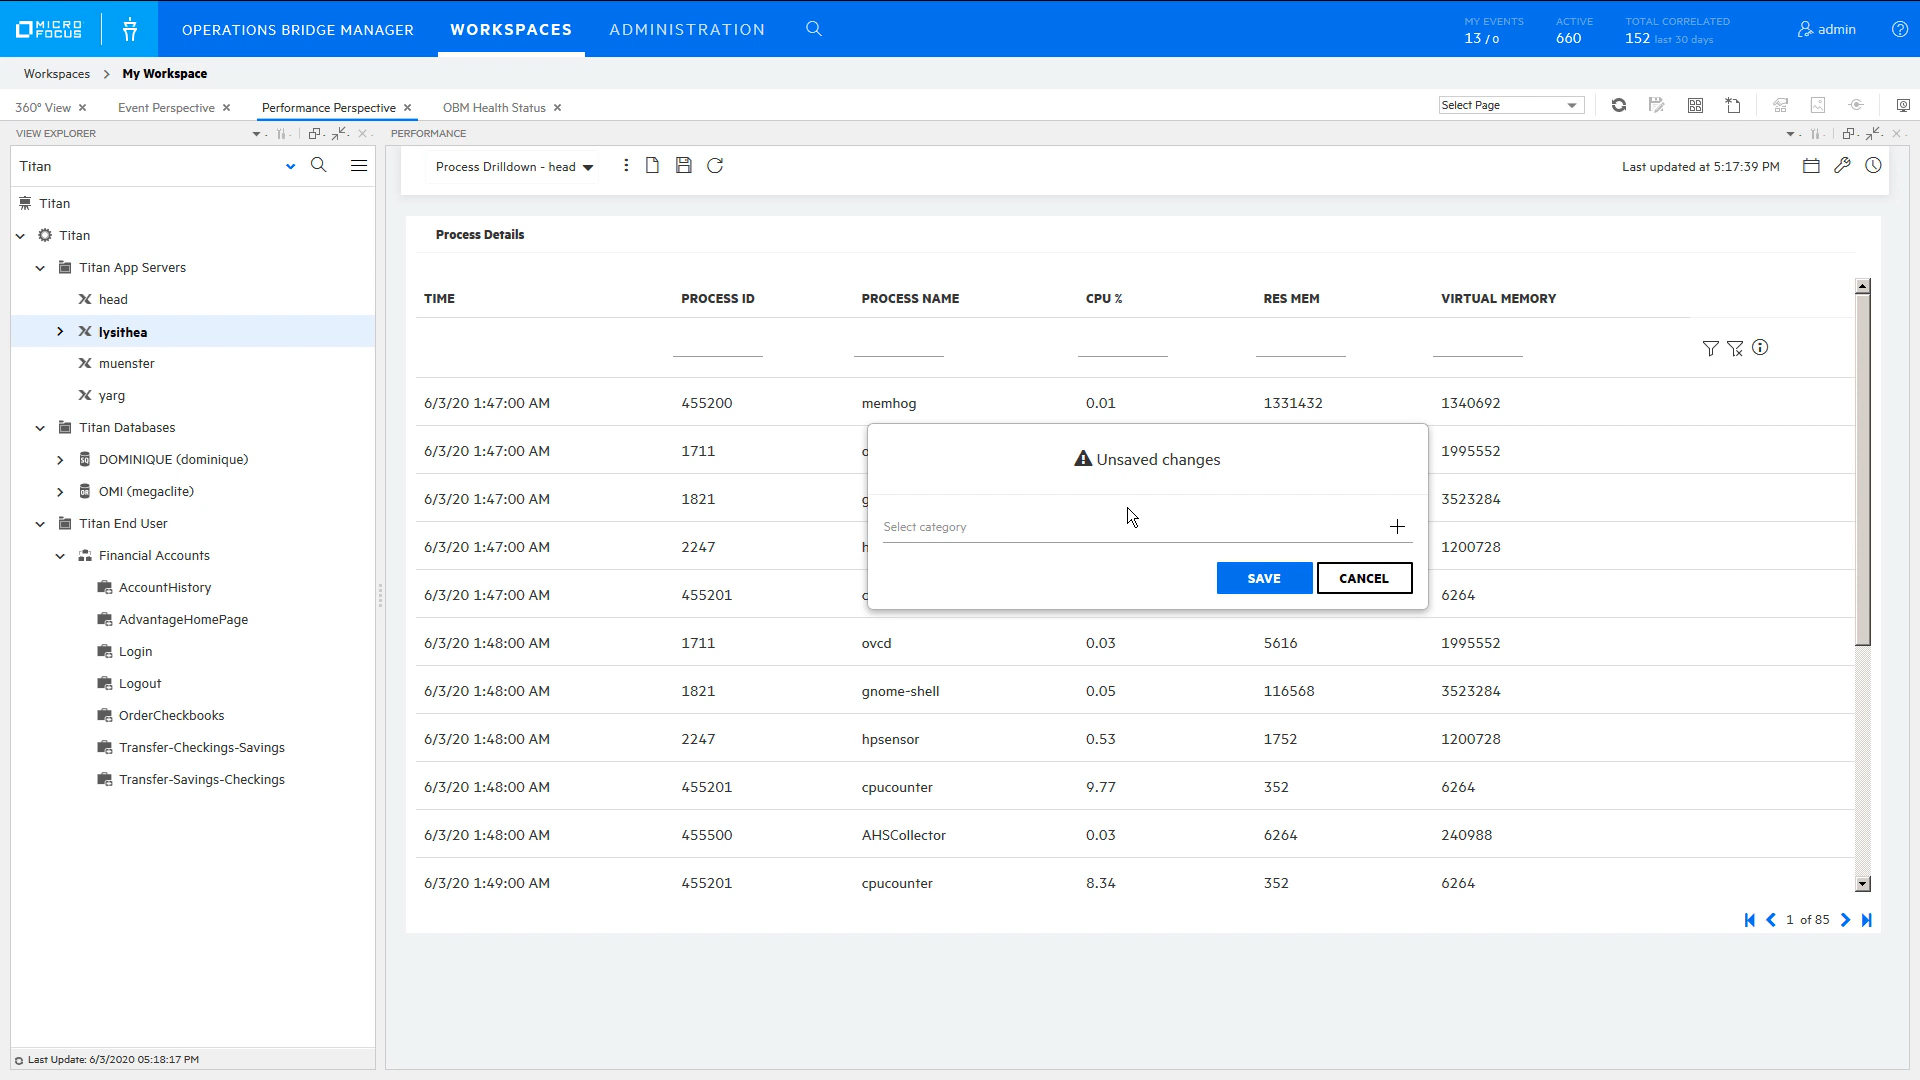 MICRO FOCUS
OPERATIONS BRIDGE MANAGER WORKSPACES ADMINISTRATION
MY EVENTS 13 / 0
ACTIVE 660
TOTAL CORRELATED 152 last 30 days
admin
Workspaces > My Workspace
360° View Event Perspective Performance Perspective OBM Health Status
Select Page
VIEW EXPLORER
Titan
Titan
Titan
Titan App Servers
head
lysithea
muenster
yarg
Titan Databases
DOMINIQUE (dominique)
OMI (megaclite)
Titan End User
Financial Accounts
AccountHistory
AdvantageHomePage
Login
Logout
OrderCheckbooks
Transfer-Checkings-Savings
Transfer-Savings-Checkings
Last Update: 6/3/2020 05:18:17 PM
PERFORMANCE
Process Drilldown - head
Last updated at 5:17:39 PM
Process Details
TIME PROCESS ID PROCESS NAME CPU % RES MEM VIRTUAL MEMORY
6/3/20 1:47:00 AM 455200 memhog 0.01 1331432 1340692
6/3/20 1:47:00 AM 1711 1995552
6/3/20 1:47:00 AM 1821 3523284
6/3/20 1:47:00 AM 2247 1200728
6/3/20 1:47:00 AM 455201 6264
6/3/20 1:48:00 AM 1711 ovcd 0.03 5616 1995552
6/3/20 1:48:00 AM 1821 gnome-shell 0.05 116568 3523284
6/3/20 1:48:00 AM 2247 hpsensor 0.53 1752 1200728
6/3/20 1:48:00 AM 455201 cpucounter 9.77 352 6264
6/3/20 1:48:00 AM 455500 AHSCollector 0.03 6264 240988
6/3/20 1:49:00 AM 455201 cpucounter 8.34 352 6264
1 of 85
Unsaved changes
Select category
SAVE CANCEL